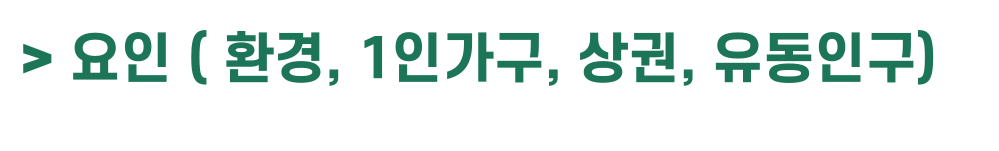 > 요인 ( 환경, 1인가구, 상권, 유동인구)